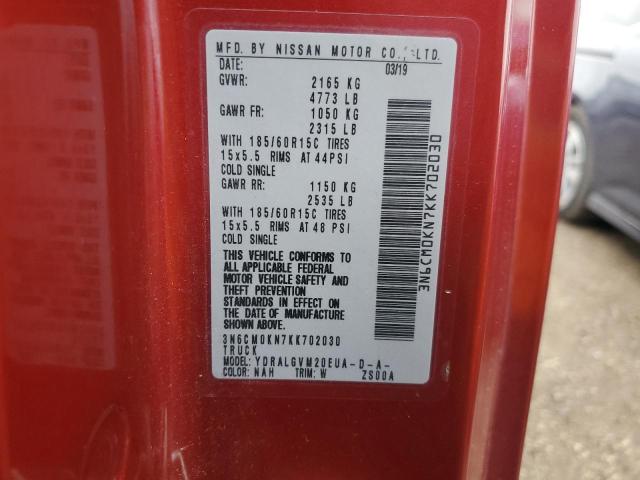 MFD. BY NISSAN MOTOR CO., LTD.
DATE: 03/19
GVWR: 2165 KG
4773 LB
GAWR FR: 1050 KG
2315 LB
WITH 185/60R15C TIRES
15x5.5 RIMS AT 44PSI
COLD SINGLE
GAWR RR: 1150 KG
2535 LB
WITH 185/60R15C TIRES
15x5.5 RIMS AT 48 PSI
COLD SINGLE
THIS VEHICLE CONFORMS TO
ALL APPLICABLE FEDERAL
MOTOR VEHICLE SAFETY AND
THEFT PREVENTION
STANDARDS IN EFFECT ON
THE DATE OF MANUFACTURE
SHOWN ABOVE.
3N6CM0KN7KK702030
TRUCK
MODEL: YDRALGVM20EUA-D-A-
COLOR: NAH TRIM: W ZS00A
3N6CM0KN7KK702030